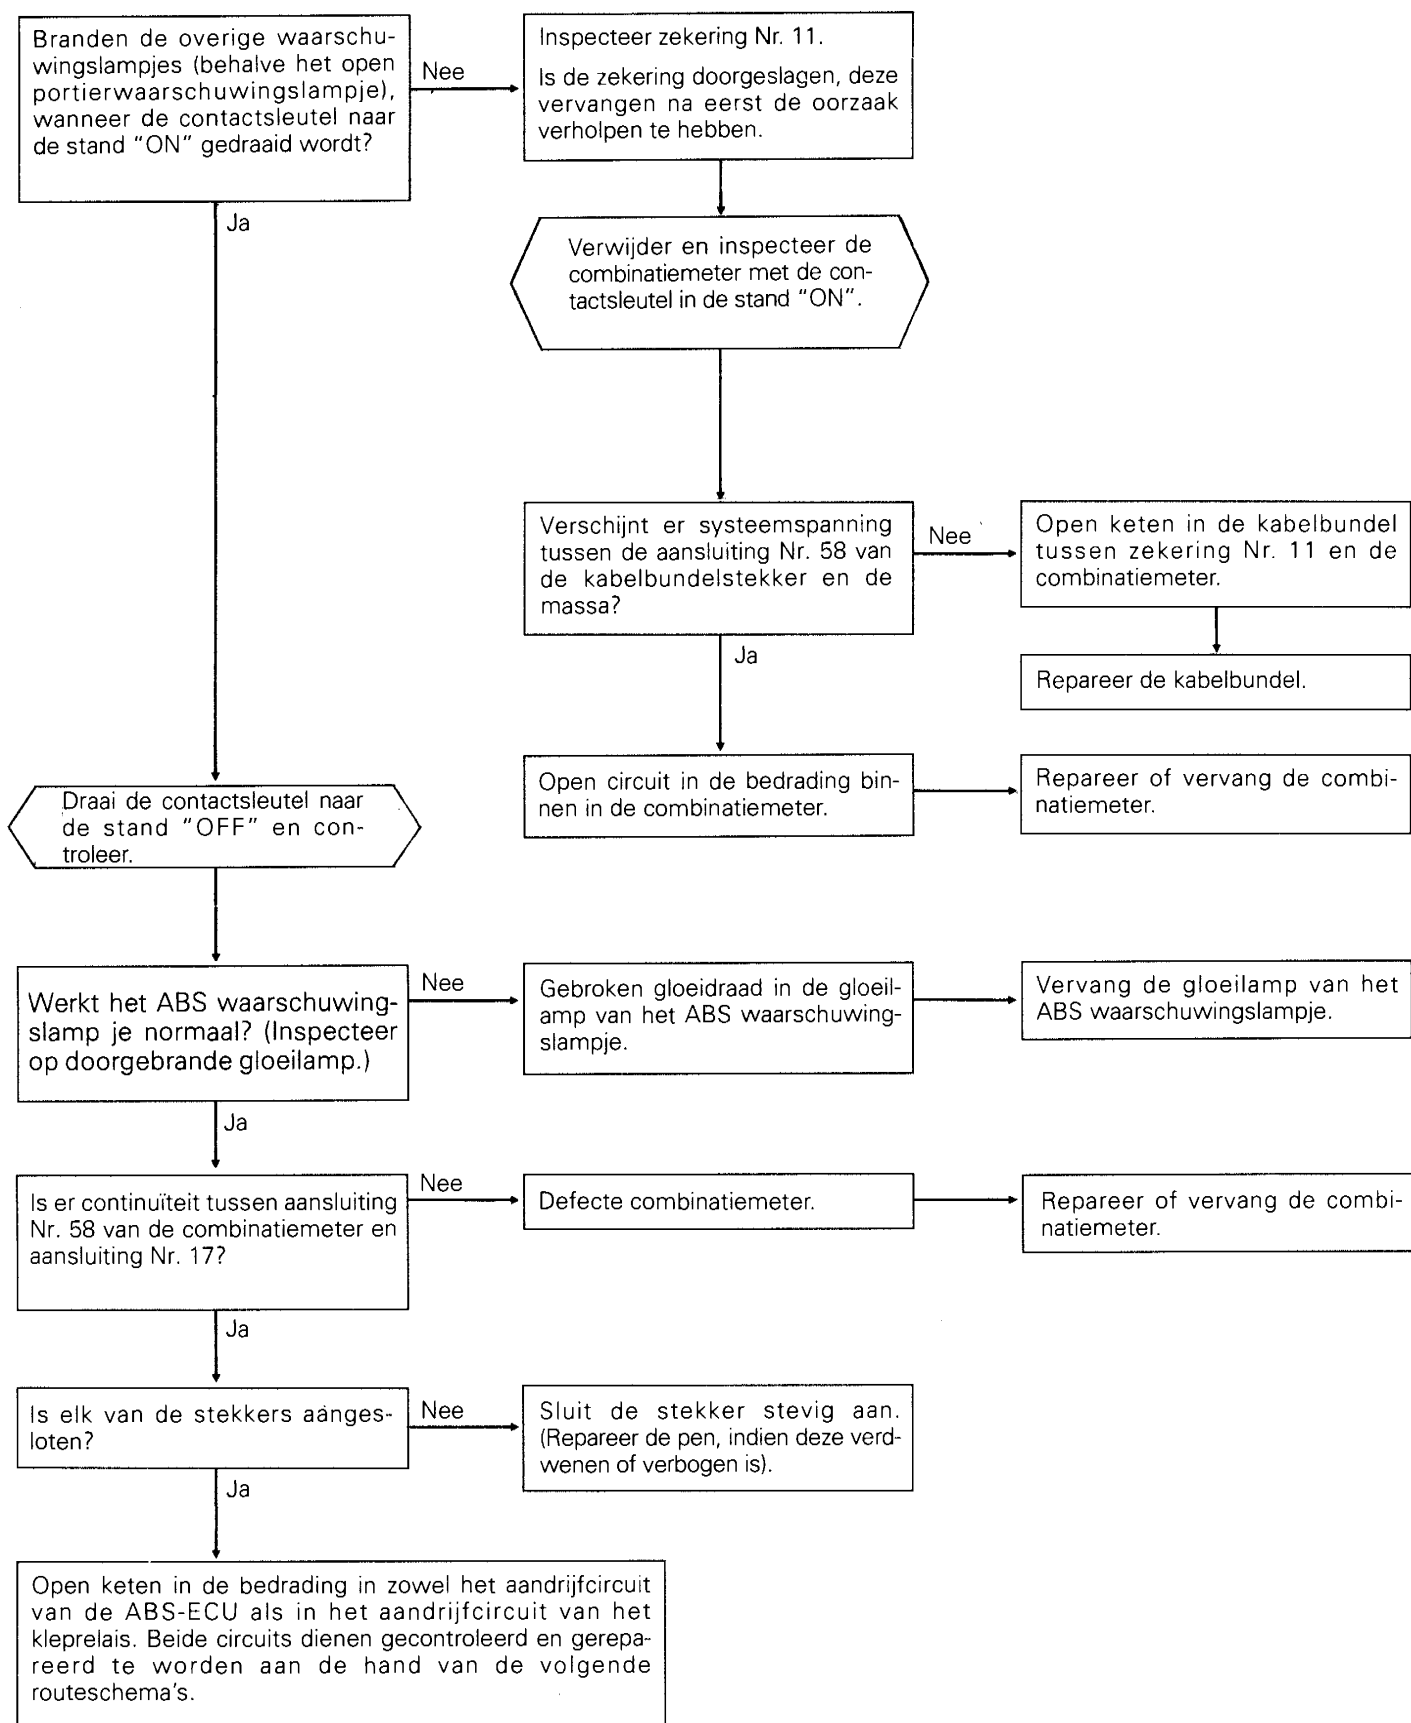 Branden de overige waarschu-
wingslampjes (behalve het open
portierwaarschuwingslampje),
wanneer de contactsleutel naar
de stand "ON" gedraaid wordt?
Nee
Inspecteer zekering Nr. 11.
Is de zekering doorgeslagen, deze
vervangen na eerst de oorzaak
verholpen te hebben.
Ja
Verwijder en inspecteer de
combinatiemeter met de con-
tactsleutel in de stand "ON".
Verschijnt er systeemspanning
tussen de aansluiting Nr. 58 van
de kabelbundelstekker en de
massa?
Nee
Open keten in de kabelbundel
tussen zekering Nr. 11 en de
combinatiemeter.
Ja
Repareer de kabelbundel.
Open circuit in de bedrading bin-
nen in de combinatiemeter.
Repareer of vervang de combi-
natiemeter.
Draai de contactsleutel naar
de stand "OFF" en con-
troleer.
Werkt het ABS waarschuwing-
slamp je normaal? (Inspecteer
op doorgebrande gloeilamp.)
Nee
Gebroken gloeidraad in de gloeil-
amp van het ABS waarschuwing-
slampje.
Vervang de gloeilamp van het
ABS waarschuwingslampje.
Ja
Is er continuïteit tussen aansluiting
Nr. 58 van de combinatiemeter en
aansluiting Nr. 17?
Nee
Defecte combinatiemeter.
Repareer of vervang de combi-
natiemeter.
Ja
Is elk van de stekkers aanges-
loten?
Nee
Sluit de stekker stevig aan.
(Repareer de pen, indien deze verd-
wenen of verbogen is).
Ja
Open keten in de bedrading in zowel het aandrijfcircuit
van de ABS-ECU als in het aandrijfcircuit van het
kleprelais. Beide circuits dienen gecontroleerd en gerepa-
reerd te worden aan de hand van de volgende
routeschema's.